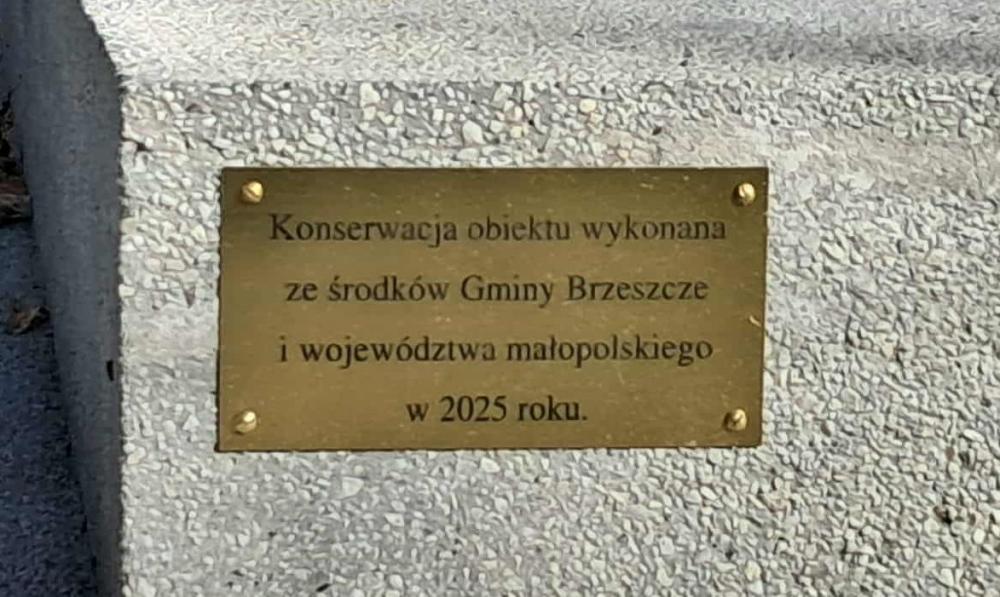 Konserwacja obiektu wykonana
ze środków Gminy Brzeszcze
i województwa małopolskiego
w 2025 roku.